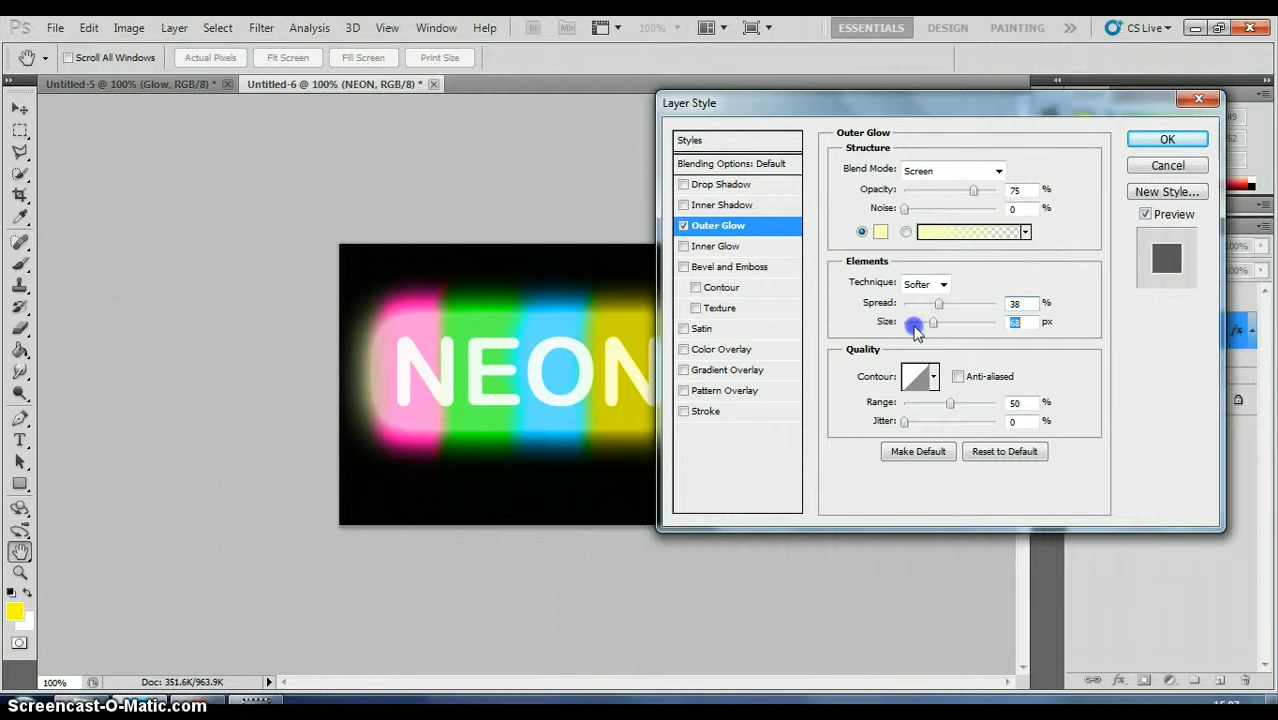 Ps File Edit Image Layer Select Filter Analysis 3D View Window Help Br Mb 100% ESSENTIALS DESIGN PAINTING CS Live
Scroll All Windows Actual Pixels Fit Screen Fill Screen Print Size
Untitled-5 @ 100% (Glow, RGB/8) * Untitled-6 @ 100% (NEON, RGB/8) *
Layer Style
Styles
Blending Options: Default
Drop Shadow
Inner Shadow
Outer Glow
Inner Glow
Bevel and Emboss
Contour
Texture
Satin
Color Overlay
Gradient Overlay
Pattern Overlay
Stroke
Outer Glow
Structure
Blend Mode: Screen
Opacity: 75 %
Noise: 0 %
Elements
Technique: Softer
Spread: 38 %
Size: 68 px
Quality
Contour: Anti-aliased
Range: 50 %
Jitter: 0 %
Make Default Reset to Default
OK
Cancel
New Style...
Preview
NEON
fx
100% Doc: 351.6K/963.9K
Screencast-O-Matic.com